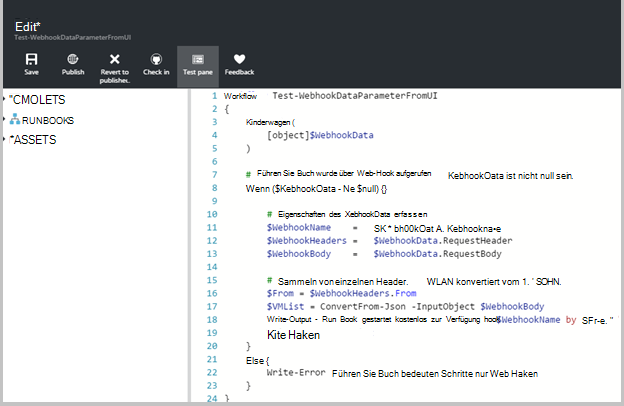 Edit*
Test-WebhookDataParameterFromUI
Save
Publish
Revert to
publishec.
Check in
Test pane
Feedback
"CMOLETS
RUNBOOKS
*ASSETS
1 Workflow Test-WebhookDataParameterFromUI
2 {
3 Kinderwagen (
4 [object]$WebhookData
5 )
6
7 # Führen Sie Buch wurde über Web-Hook aufgerufen KebhookOata ist nicht null sein.
8 Wenn ($KebhookOata - Ne $null) {}
9
10 # Eigenschaften des XebhookData erfassen
11 $WebhookName = SK * bh00kOat A. Kebhookna•e
12 $WebhookHeaders = $WebhookData.RequestHeader
13 $WebhookBody = $WebhookData.RequestBody
14
15 # Sammeln von einzelnen Header. WLAN konvertiert vom 1. ' SOHN.
16 $From = $WebhookHeaders.From
17 $VMList = ConvertFrom-Json -InputObject $WebhookBody
18 Write-Output - Run Book gestartet kostenlos zur Verfügung hook $WebhookName by SFr-e. "
19 Kite Haken
20 }
21 Else {
22 Write-Error Führen Sie Buch bedeuten Schritte nur Web Haken
23 }
24 }